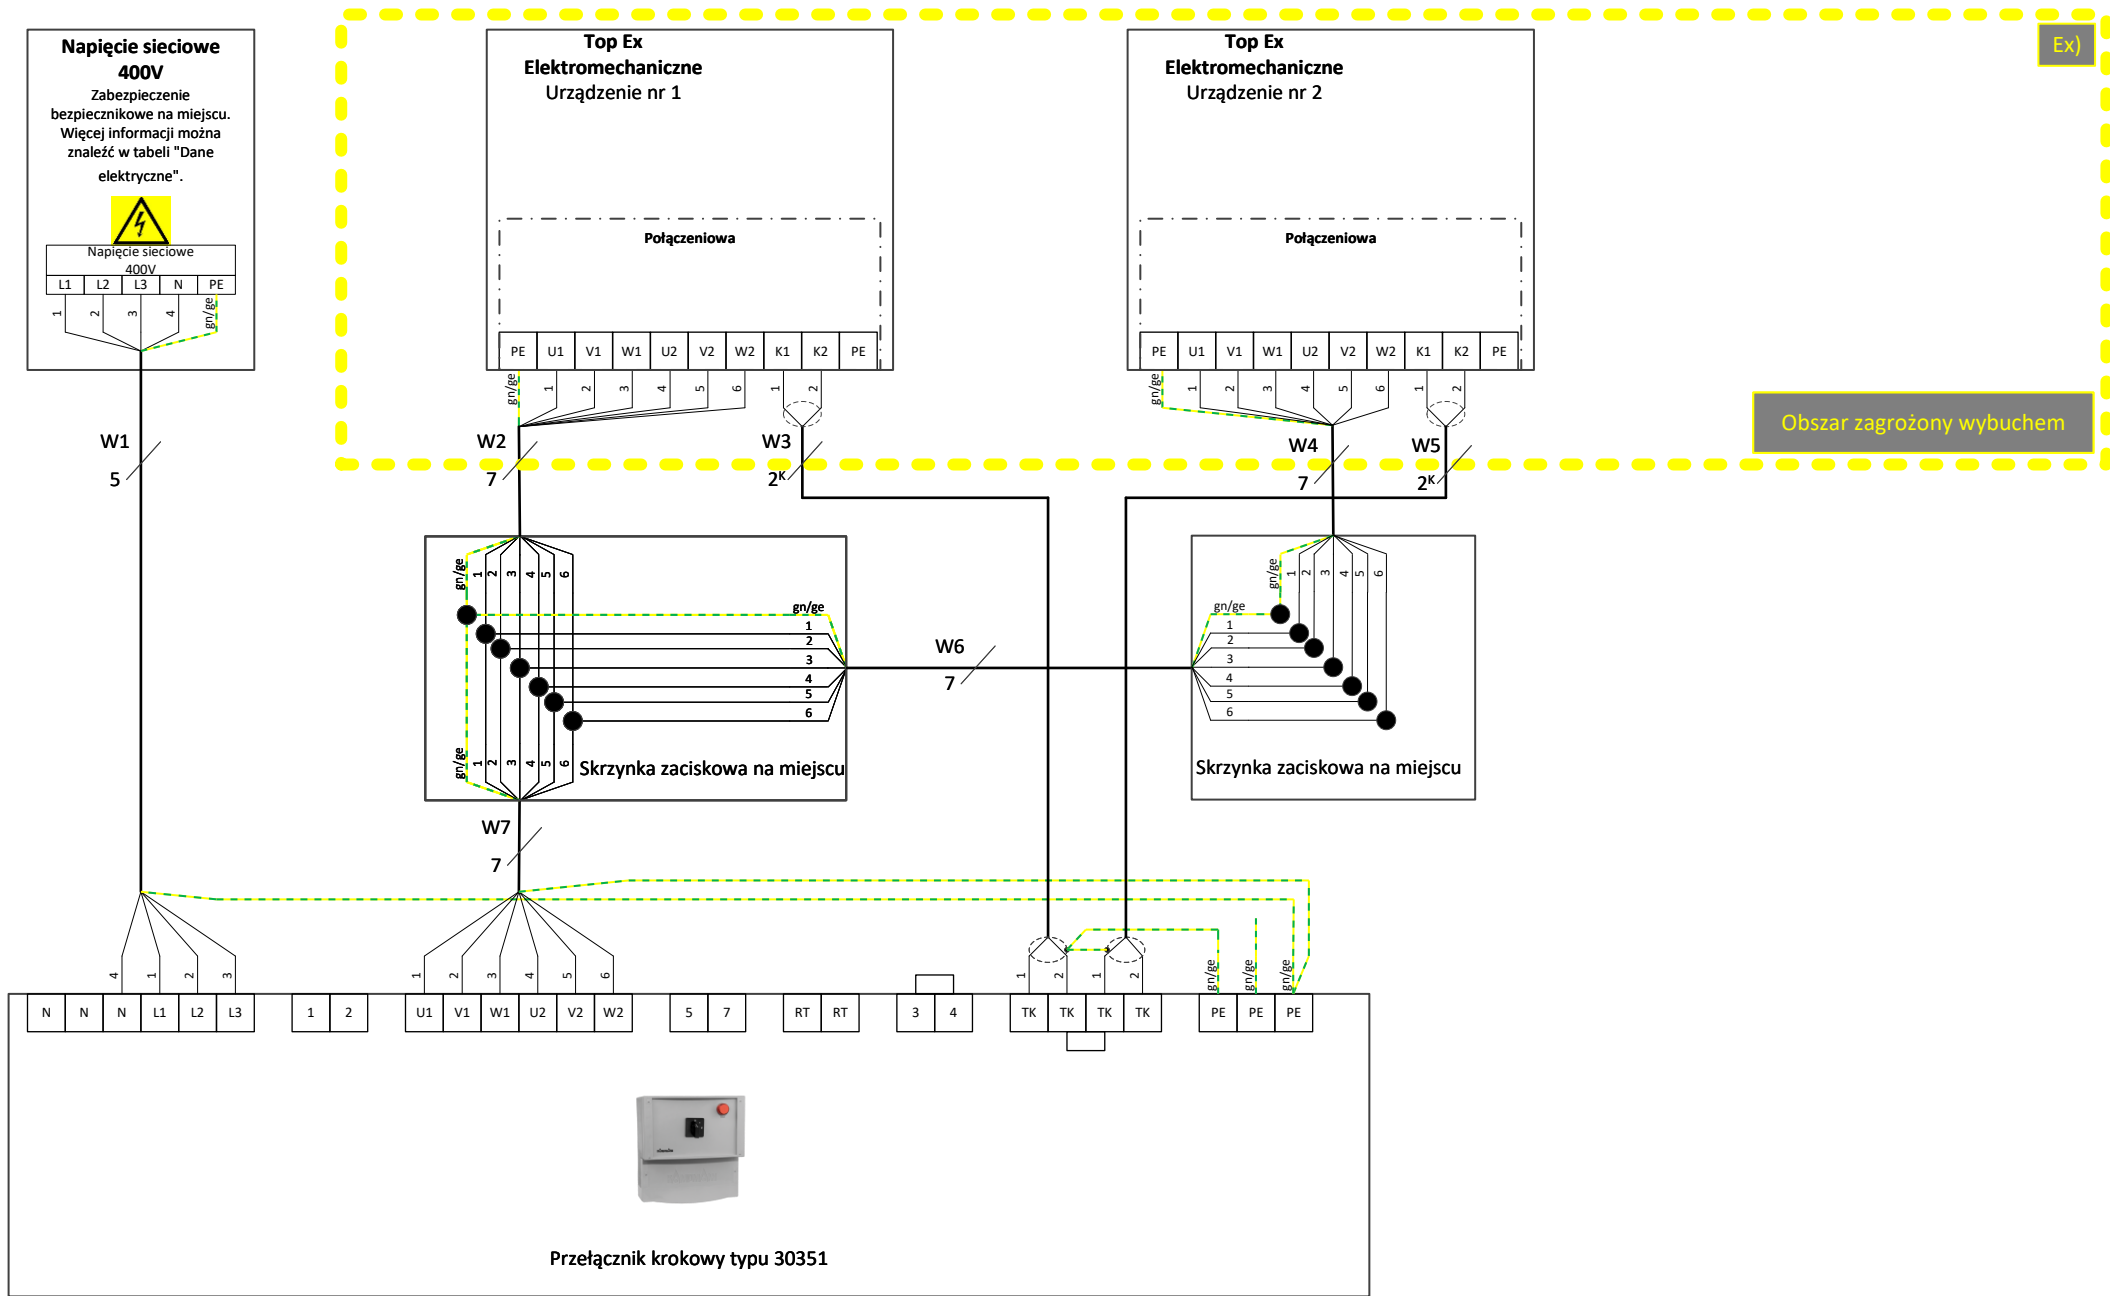 Napięcie sieciowe
400V
Zabezpieczenie
bezpiecznikowe na miejscu.
Więcej informacji można
znaleźć w tabeli "Dane
elektryczne".
Napięcie sieciowe
400V
L1 L2 L3 N PE
1 2 3 4 gn/ge
W1
5
Top Ex
Elektromechaniczne
Urządzenie nr 1
Połączeniowa
PE U1 V1 W1 U2 V2 W2 K1 K2 PE
gn/ge 1 2 3 4 5 6 1 2
W2
7
W3
2K
Top Ex
Elektromechaniczne
Urządzenie nr 2
Połączeniowa
PE U1 V1 W1 U2 V2 W2 K1 K2 PE
gn/ge 1 2 3 4 5 6 1 2
W4
7
W5
2K
Ex)
Obszar zagrożony wybuchem
gn/ge 1 2 3 4 5 6
gn/ge
1
2
3
4
5
6
gn/ge 1 2 3 4 5 6
Skrzynka zaciskowa na miejscu
W6
7
gn/ge 1 2 3 4 5 6
gn/ge
1
2
3
4
5
6
Skrzynka zaciskowa na miejscu
W7
7
4 1 2 3
1 2 3 4 5 6
1 2 1 2
gn/ge gn/ge gn/ge
N N N L1 L2 L3
1 2
U1 V1 W1 U2 V2 W2
5 7
RT RT
3 4
TK TK TK TK
PE PE PE
Przełącznik krokowy typu 30351